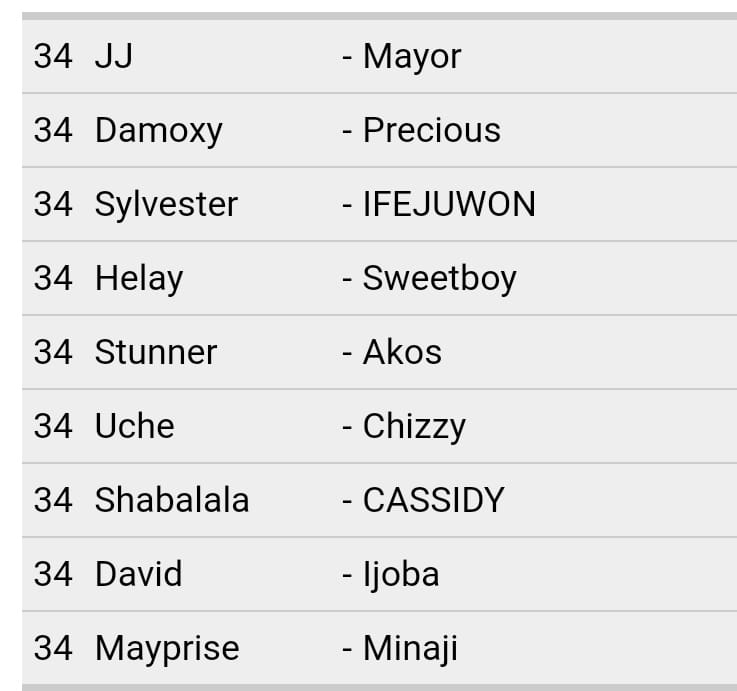 34 JJ - Mayor
34 Damoxy - Precious
34 Sylvester - IFEJUWON
34 Helay - Sweetboy
34 Stunner - Akos
34 Uche - Chizzy
34 Shabalala - CASSIDY
34 David - Ijoba
34 Mayprise - Minaji